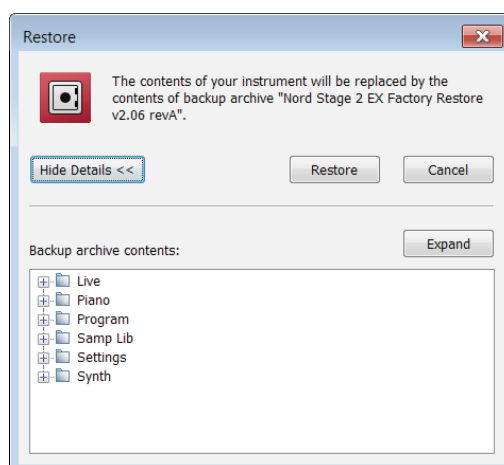 Restore
The contents of your instrument will be replaced by the
contents of backup archive "Nord Stage 2 EX Factory Restore
v2.06 revA".
Hide Details <<
Restore
Cancel
Backup archive contents:
Expand
Live
Piano
Program
Samp Lib
Settings
Synth